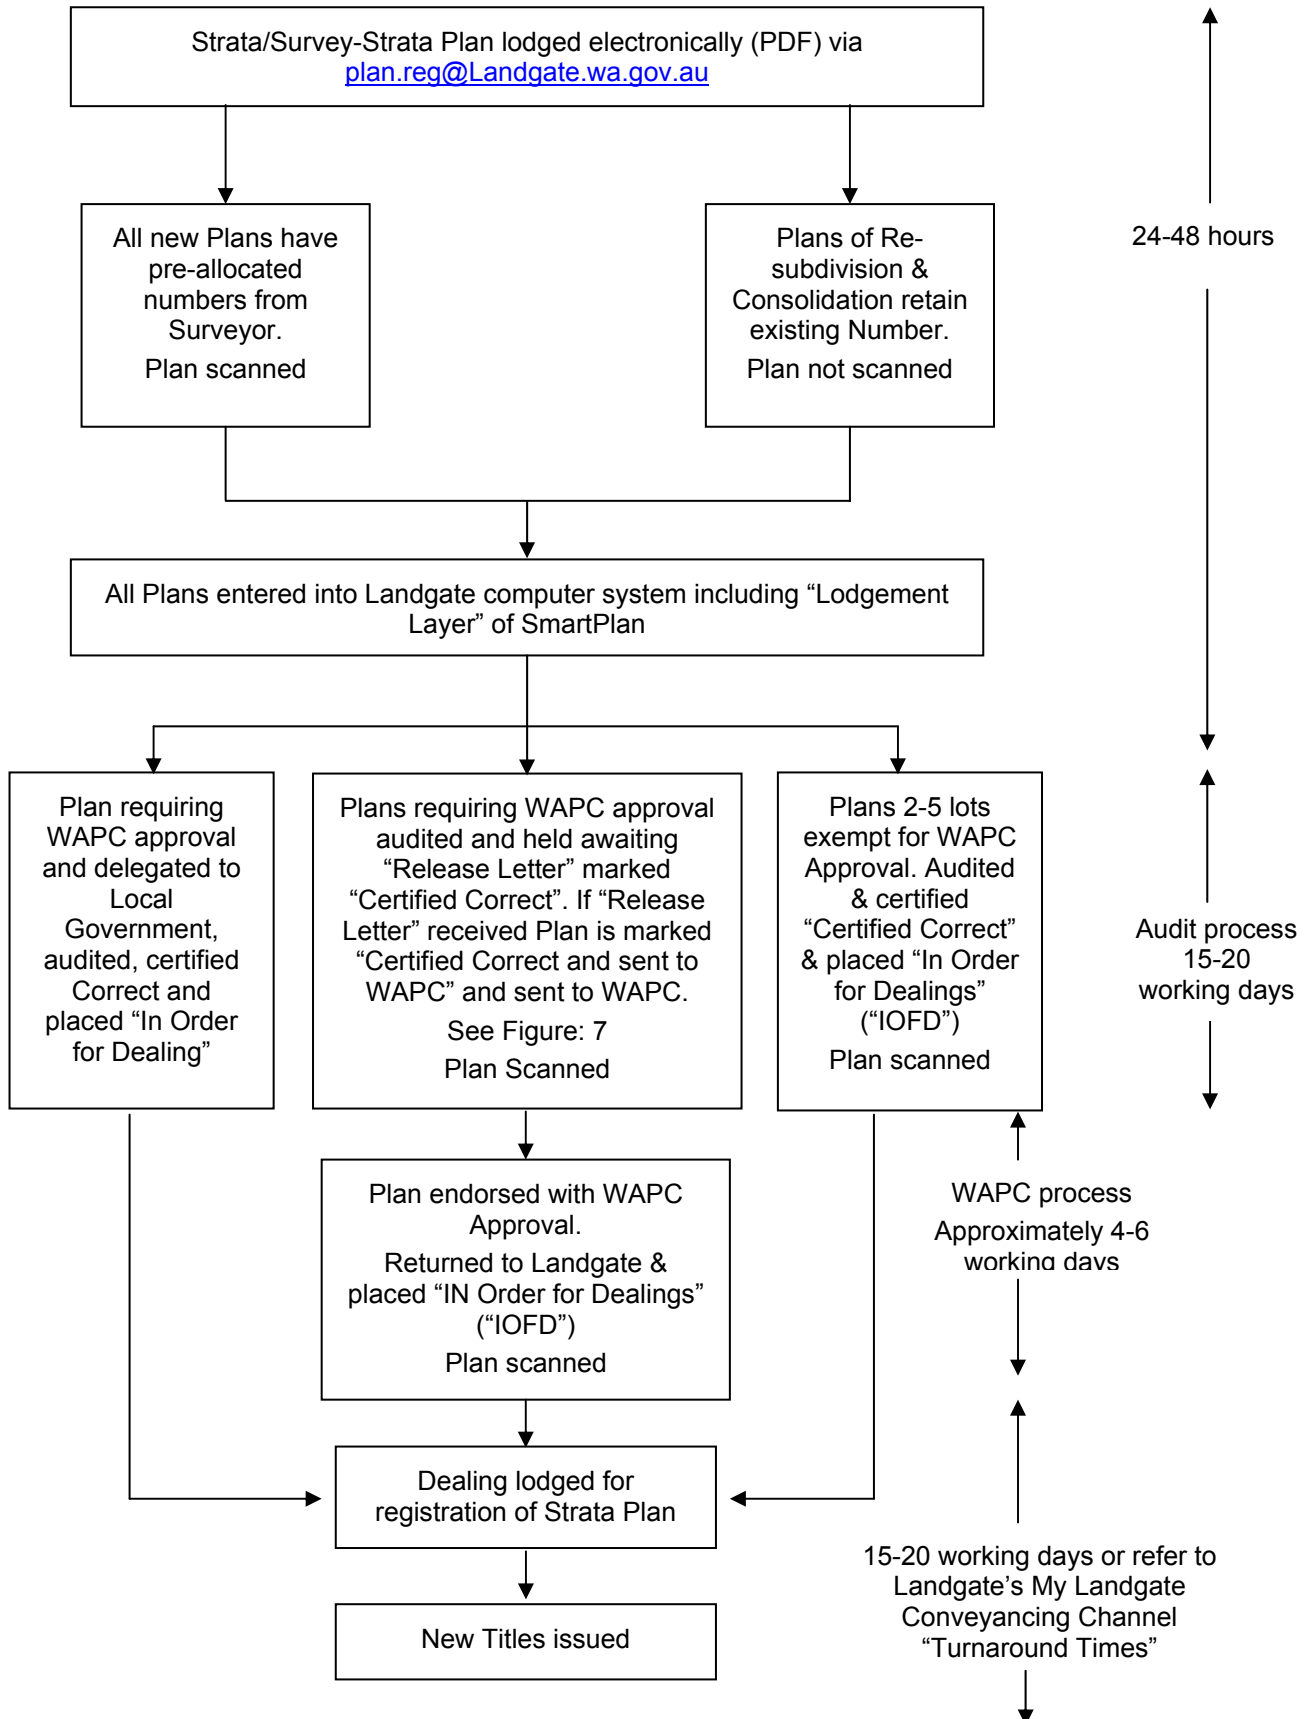 Strata/Survey-Strata Plan lodged electronically (PDF) via
plan.reg@Landgate.wa.gov.au
All new Plans have
pre-allocated
numbers from
Surveyor.
Plan scanned
Plans of Re-
subdivision &
Consolidation retain
existing Number.
Plan not scanned
24-48 hours
All Plans entered into Landgate computer system including “Lodgement
Layer” of SmartPlan
Plan requiring
WAPC approval
and delegated to
Local
Government,
audited, certified
Correct and
placed “In Order
for Dealing”
Plans requiring WAPC approval
audited and held awaiting
“Release Letter” marked
“Certified Correct”. If “Release
Letter” received Plan is marked
“Certified Correct and sent to
WAPC” and sent to WAPC.
See Figure: 7
Plan Scanned
Plans 2-5 lots
exempt for WAPC
Approval. Audited
& certified
“Certified Correct”
& placed “In Order
for Dealings”
(“IOFD”)
Plan scanned
Audit process
15-20
working days
Plan endorsed with WAPC
Approval.
Returned to Landgate &
placed “IN Order for Dealings”
(“IOFD”)
Plan scanned
WAPC process
Approximately 4-6
working days
Dealing lodged for
registration of Strata Plan
New Titles issued
15-20 working days or refer to
Landgate’s My Landgate
Conveyancing Channel
“Turnaround Times”